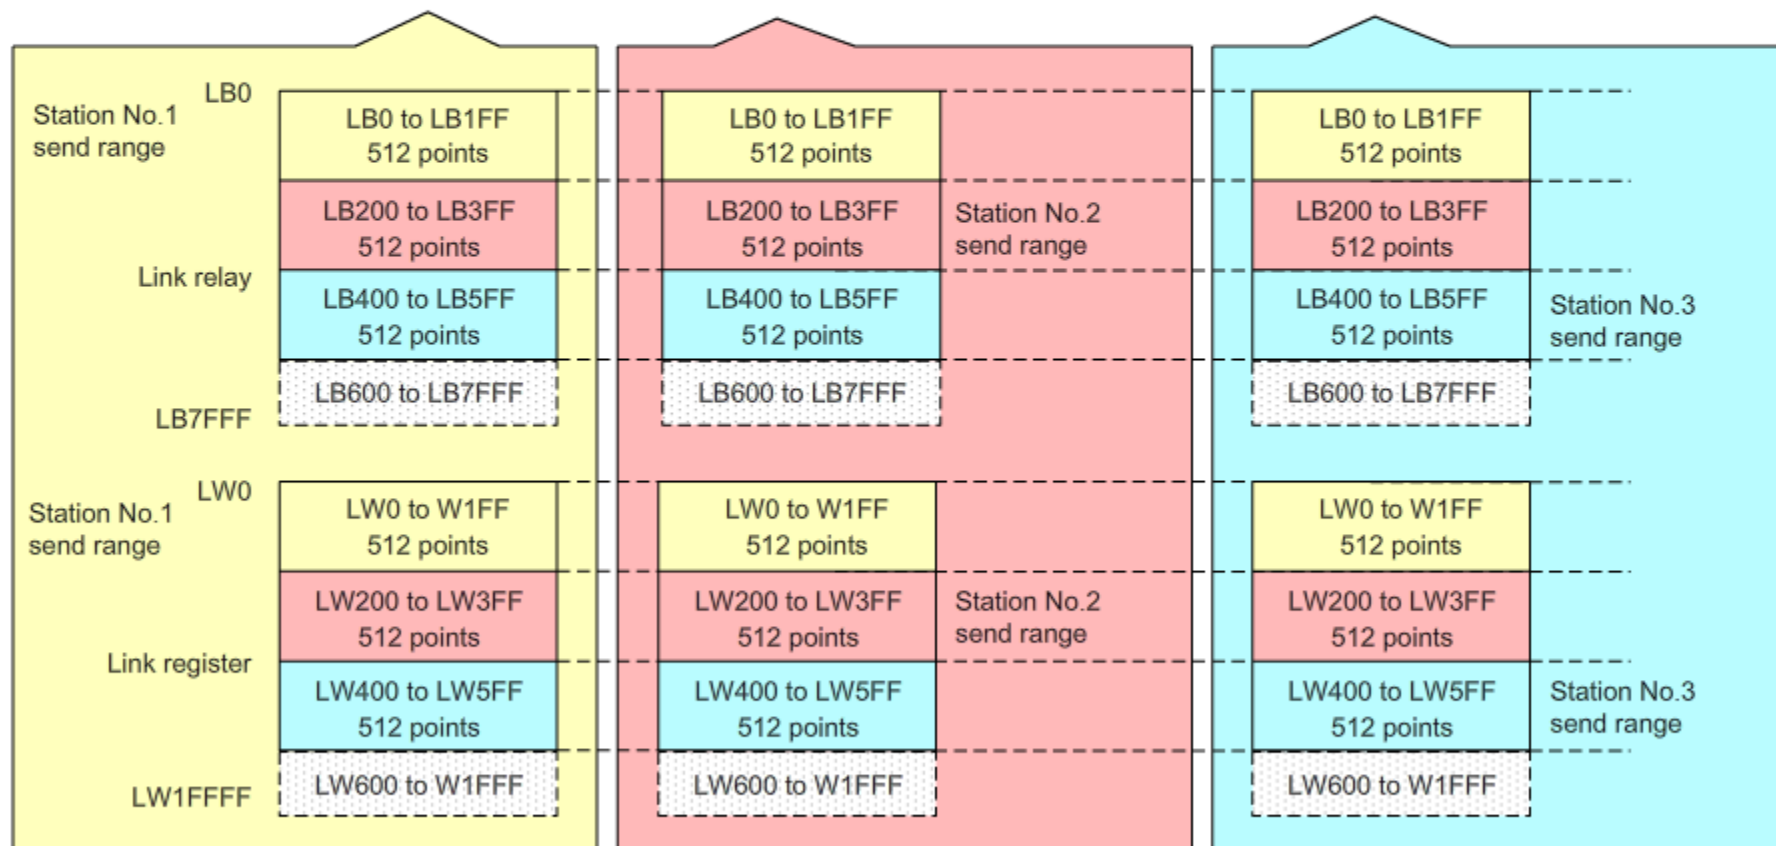 LB0
Station No.1
send range
LB0 to LB1FF
512 points
LB200 to LB3FF
512 points
Link relay
LB400 to LB5FF
512 points
LB600 to LB7FFF
LB7FFF
LW0
Station No.1
send range
LW0 to W1FF
512 points
LW200 to LW3FF
512 points
Link register
LW400 to LW5FF
512 points
LW600 to W1FFF
LW1FFFF
LB0 to LB1FF
512 points
LB200 to LB3FF
512 points
Station No.2
send range
LB400 to LB5FF
512 points
LB600 to LB7FFF
LW0 to W1FF
512 points
LW200 to LW3FF
512 points
Station No.2
send range
LW400 to LW5FF
512 points
LW600 to W1FFF
LB0 to LB1FF
512 points
LB200 to LB3FF
512 points
LB400 to LB5FF
512 points
Station No.3
send range
LB600 to LB7FFF
LW0 to W1FF
512 points
LW200 to LW3FF
512 points
LW400 to LW5FF
512 points
Station No.3
send range
LW600 to W1FFF